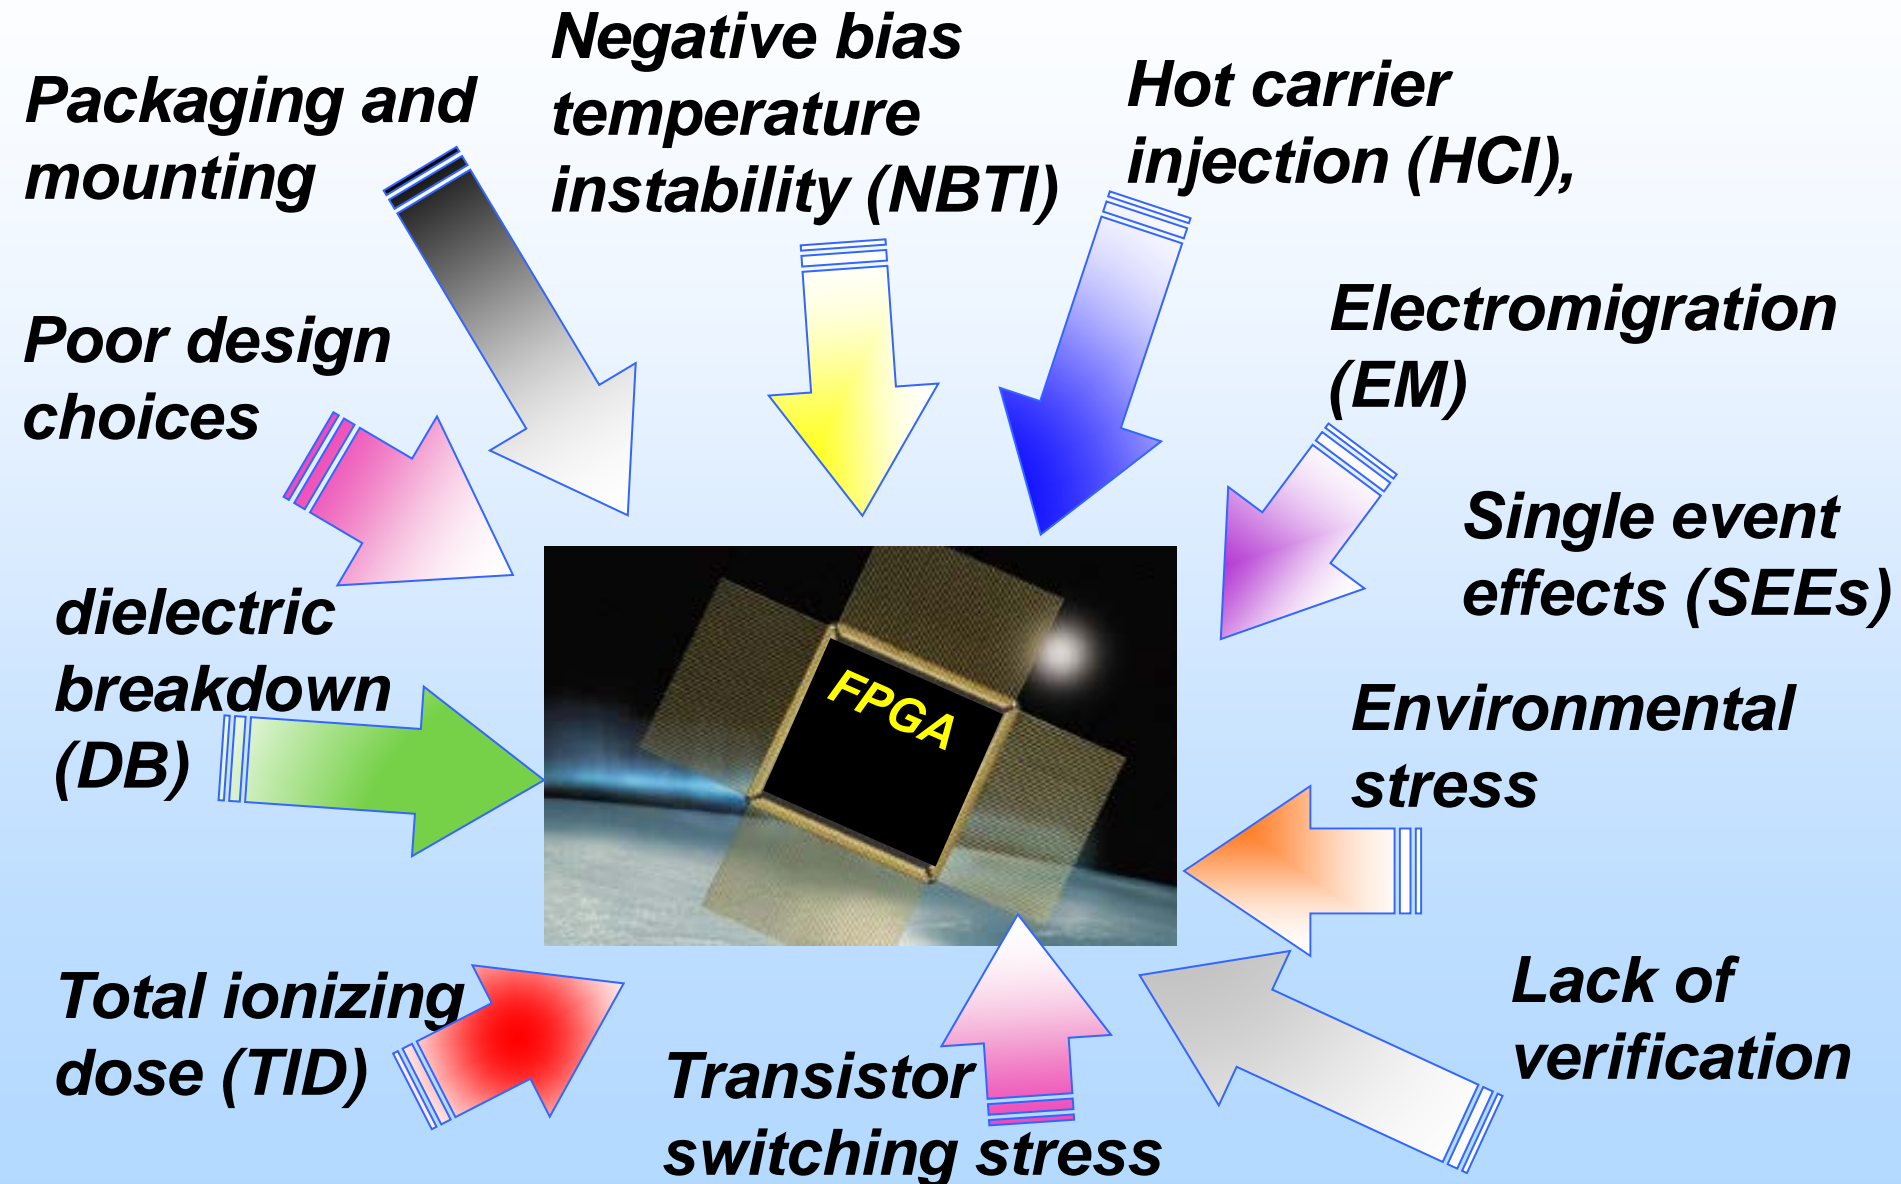 Packaging and
mounting
Negative bias
temperature
instability (NBTI)
Hot carrier
injection (HCI),
Poor design
choices
Electromigration
(EM)
Single event
effects (SEEs)
dielectric
breakdown
(DB)
FPGA
Environmental
stress
Total ionizing
dose (TID)
Transistor
switching stress
Lack of
verification